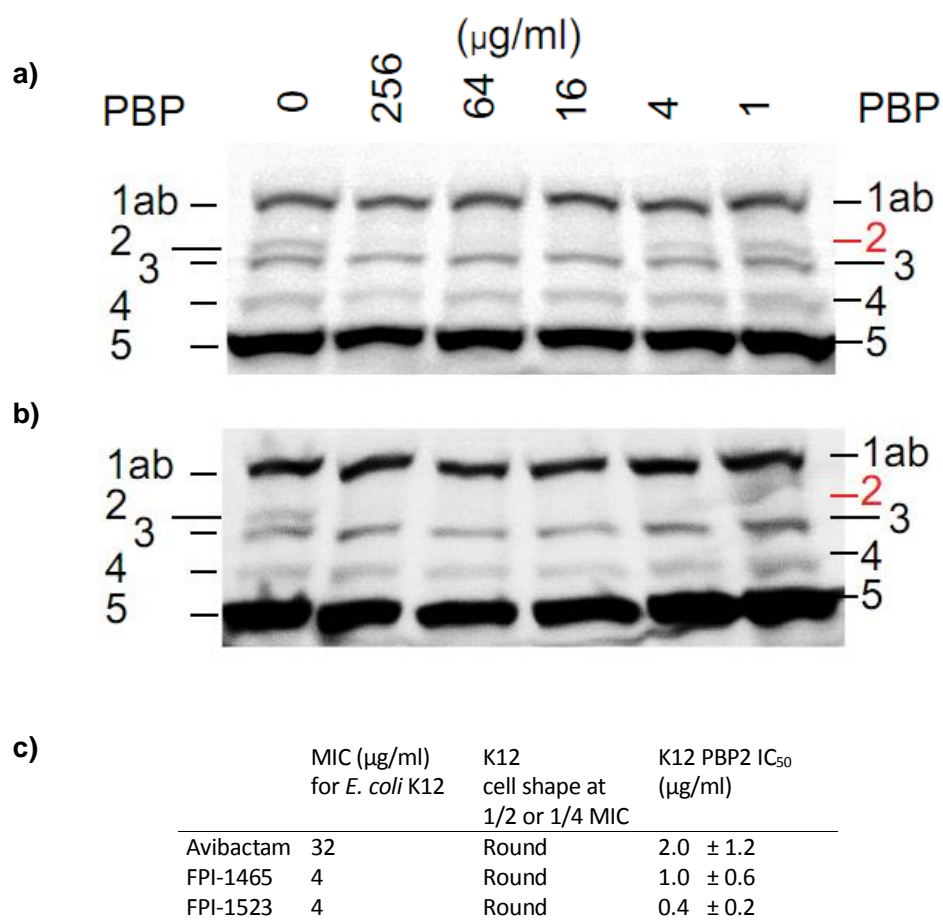 a)
(µg/ml)
PBP 0 256 64 16 4 1 PBP
1ab 1ab
2 2
3 3
4 4
5 5
b)
1ab 1ab
2 2
3 3
4 4
5 5
c)
MIC (µg/ml) K12 K12 PBP2 IC₅₀
for E. coli K12 cell shape at (µg/ml)
1/2 or 1/4 MIC
Avibactam 32 Round 2.0 ± 1.2
FPI-1465 4 Round 1.0 ± 0.6
FPI-1523 4 Round 0.4 ± 0.2